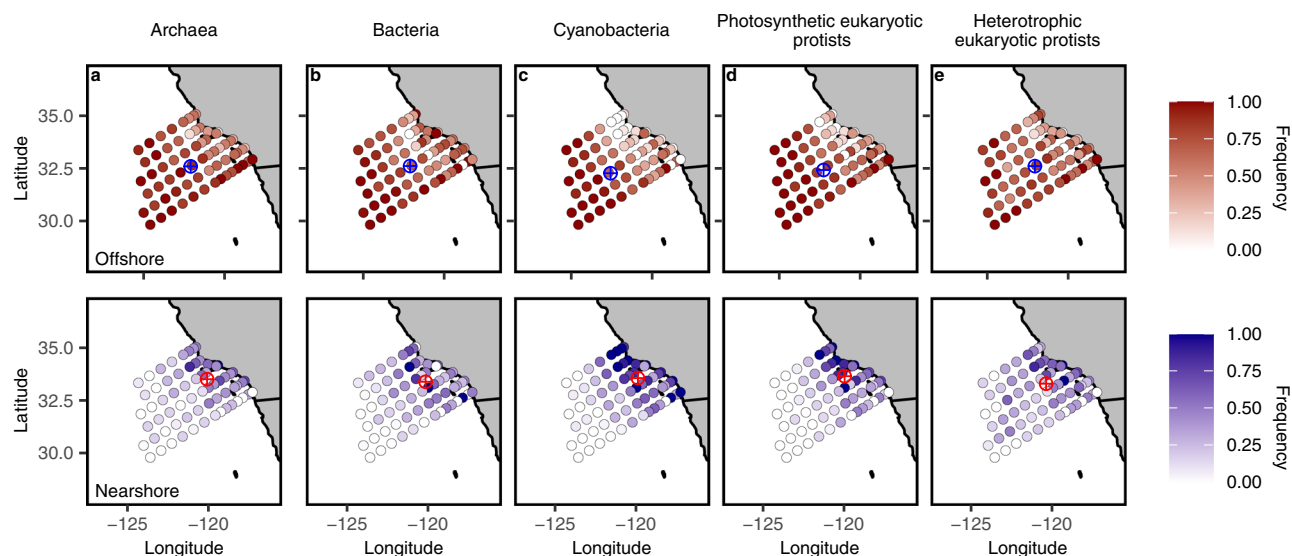 Archaea
Bacteria
Cyanobacteria
Photosynthetic eukaryotic
protists
Heterotrophic
eukaryotic protists
a
b
c
d
e
Latitude
35.0
32.5
30.0
Offshore
1.00
0.75
0.50
0.25
0.00
Frequency
Latitude
35.0
32.5
30.0
Nearshore
1.00
0.75
0.50
0.25
0.00
Frequency
−125
−120
−125
−120
−125
−120
−125
−120
−125
−120
Longitude
Longitude
Longitude
Longitude
Longitude